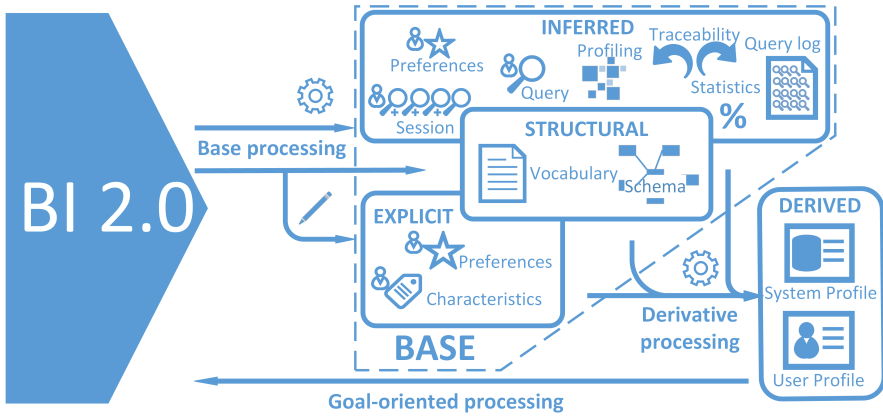 BI 2.0
INFERRED
Preferences
Profiling
Traceability
Query log
Query
Statistics
%
Session
Base processing
STRUCTURAL
Vocabulary
Schema
EXPLICIT
Preferences
Characteristics
BASE
DERIVED
System Profile
User Profile
Derivative
processing
Goal-oriented processing